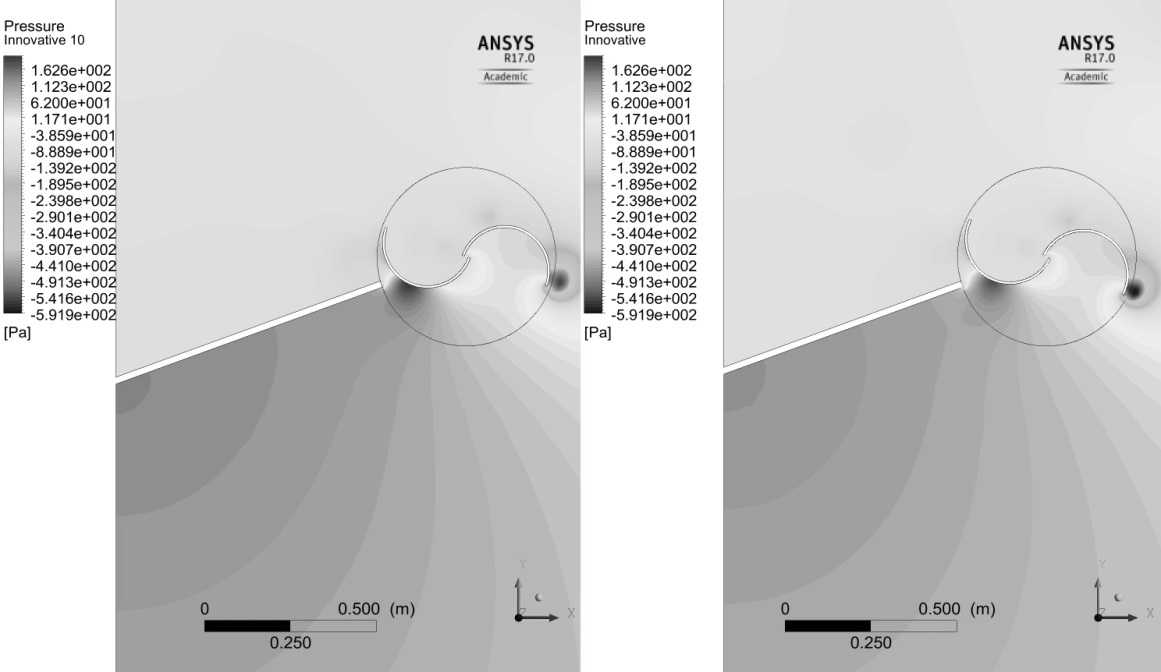 Pressure
Innovative 10
1.626e+002
1.123e+002
6.200e+001
1.171e+001
-3.859e+001
-8.889e+001
-1.392e+002
-1.895e+002
-2.398e+002
-2.901e+002
-3.404e+002
-3.907e+002
-4.410e+002
-4.913e+002
-5.416e+002
-5.919e+002
[Pa]
ANSYS
R17.0
Academic
0
0.500 (m)
0.250
Y
Z
X
Pressure
Innovative
1.626e+002
1.123e+002
6.200e+001
1.171e+001
-3.859e+001
-8.889e+001
-1.392e+002
-1.895e+002
-2.398e+002
-2.901e+002
-3.404e+002
-3.907e+002
-4.410e+002
-4.913e+002
-5.416e+002
-5.919e+002
[Pa]
ANSYS
R17.0
Academic
0
0.500 (m)
0.250
Y
Z
X